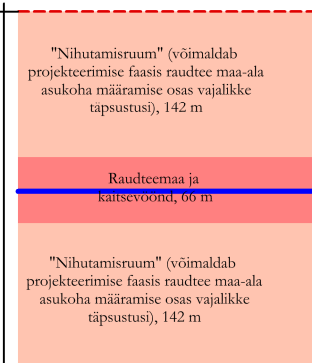 "Nihutamisruum" (võimaldab
projekteerimise faasis raudtee maa-ala
asukoha määramise osas vajalikke
täpsustusi), 142 m
Raudteemaa ja
kaitsevöönd, 66 m
"Nihutamisruum" (võimaldab
projekteerimise faasis raudtee maa-ala
asukoha määramise osas vajalikke
täpsustusi), 142 m